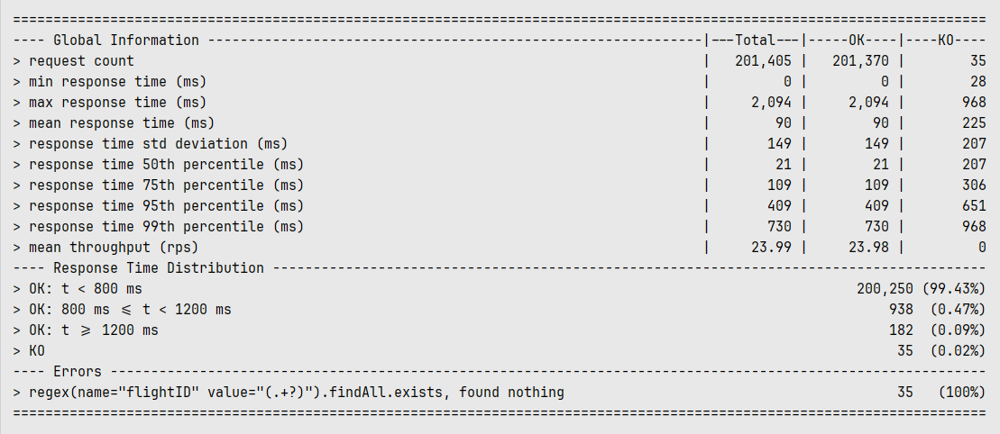 ========================================================================================================================
---- Global Information -------------------------------------------------------------|---Total---|-----OK----|----KO----
> request count                                                                      |   201,405 |   201,370 |        35
> min response time (ms)                                                             |         0 |         0 |        28
> max response time (ms)                                                             |     2,094 |     2,094 |       968
> mean response time (ms)                                                            |        90 |        90 |       225
> response time std deviation (ms)                                                   |       149 |       149 |       207
> response time 50th percentile (ms)                                                 |        21 |        21 |       207
> response time 75th percentile (ms)                                                 |       109 |       109 |       306
> response time 95th percentile (ms)                                                 |       409 |       409 |       651
> response time 99th percentile (ms)                                                 |       730 |       730 |       968
> mean throughput (rps)                                                              |     23.99 |     23.98 |         0
---- Response Time Distribution ----------------------------------------------------------------------------------------
> OK: t < 800 ms                                                                                        200,250 (99.43%)
> OK: 800 ms ≤ t < 1200 ms                                                                                  938  (0.47%)
> OK: t ≥ 1200 ms                                                                                           182  (0.09%)
> KO                                                                                                         35  (0.02%)
---- Errors ------------------------------------------------------------------------------------------------------------
> regex(name="flightID" value="(.+?)").findAll.exists, found nothing                                         35   (100%)
========================================================================================================================